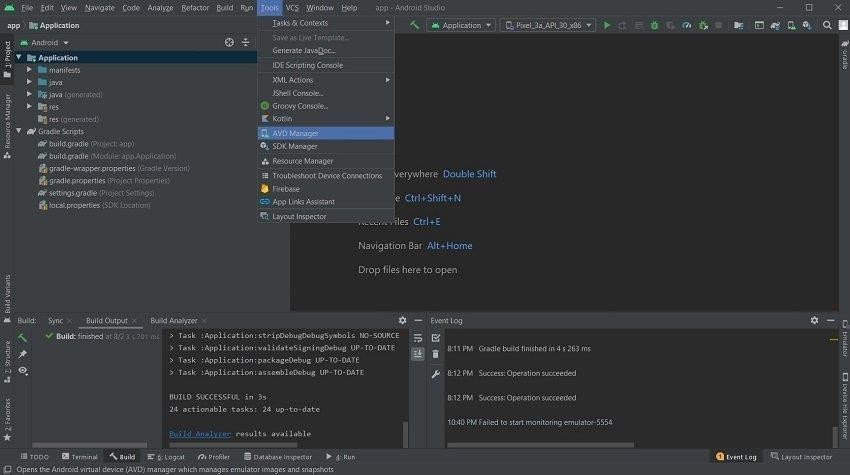 File Edit View Navigate Code Analyze Refactor Build Run Tools VCS Window Help app - Android Studio
app Application Application Pixel_3a_API_30_x86
Android
1: Project
Resource Manager
Build Variants
Z: Structure
2: Favorites
Application
manifests
java
java (generated)
res
res (generated)
Gradle Scripts
build.gradle (Project: app)
build.gradle (Module: app.Application)
gradle-wrapper.properties (Gradle Version)
gradle.properties (Project Properties)
settings.gradle (Project Settings)
local.properties (SDK Location)
Tasks & Contexts
Save as Live Template...
Generate JavaDoc...
IDE Scripting Console
XML Actions
JShell Console...
Groovy Console...
Kotlin
AVD Manager
SDK Manager
Resource Manager
Troubleshoot Device Connections
Firebase
App Links Assistant
Layout Inspector
verywhere Double Shift
Ctrl+Shift+N
Recent Files Ctrl+E
Navigation Bar Alt+Home
Drop files here to open
Gradle
Emulator
Device File Explorer
Build: Sync Build Output Build Analyzer
Build: finished at 8/2 3 s 701 ms
> Task :Application:stripDebugDebugSymbols NO-SOURCE
> Task :Application:validateSigningDebug UP-TO-DATE
> Task :Application:packageDebug UP-TO-DATE
> Task :Application:assembleDebug UP-TO-DATE
BUILD SUCCESSFUL in 3s
24 actionable tasks: 24 up-to-date
Build Analyzer results available
Event Log
8:11 PM Gradle build finished in 4 s 263 ms
8:12 PM Success: Operation succeeded
8:12 PM Success: Operation succeeded
10:40 PM Failed to start monitoring emulator-5554
TODO Terminal Build 6: Logcat Profiler Database Inspector 4: Run 1 Event Log Layout Inspector
Opens the Android virtual device (AVD) manager which manages emulator images and snapshots